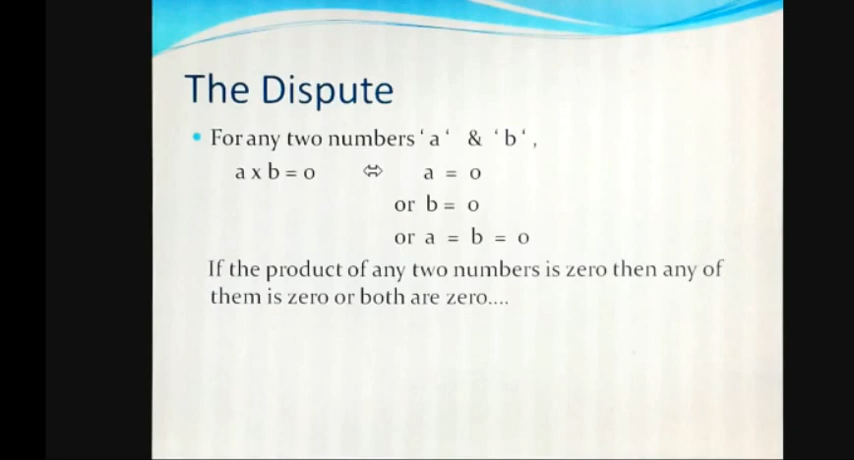 The Dispute
• For any two numbers ‘ a ‘ & ‘ b ‘ ,
a x b = 0 ⇔ a = 0
or b = 0
or a = b = 0
If the product of any two numbers is zero then any of
them is zero or both are zero....